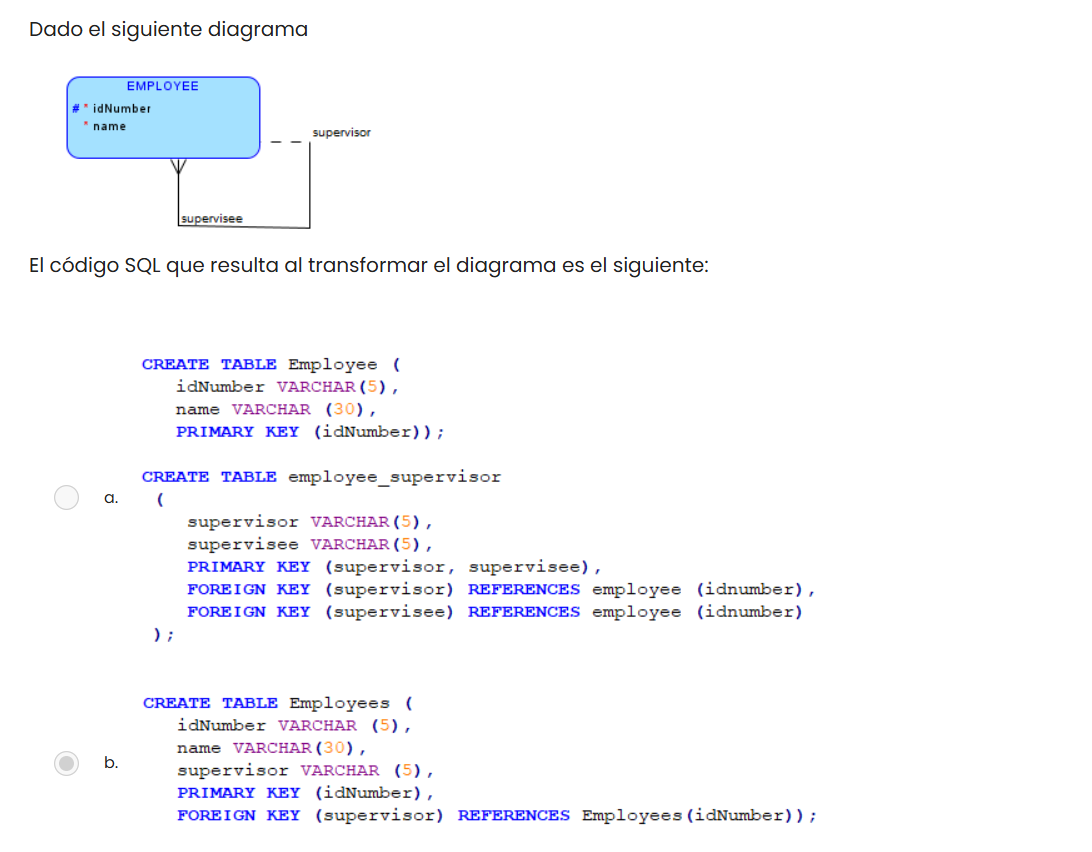 Dado el siguiente diagrama
EMPLOYEE
# * idNumber
* name
supervisor
supervisee
El código SQL que resulta al transformar el diagrama es el siguiente:
a.
CREATE TABLE Employee (
idNumber VARCHAR(5),
name VARCHAR (30),
PRIMARY KEY (idNumber));
CREATE TABLE employee_supervisor
(
supervisor VARCHAR(5),
supervisee VARCHAR(5),
PRIMARY KEY (supervisor, supervisee),
FOREIGN KEY (supervisor) REFERENCES employee (idnumber),
FOREIGN KEY (supervisee) REFERENCES employee (idnumber)
);
b.
CREATE TABLE Employees (
idNumber VARCHAR (5),
name VARCHAR(30),
supervisor VARCHAR (5),
PRIMARY KEY (idNumber),
FOREIGN KEY (supervisor) REFERENCES Employees(idNumber));